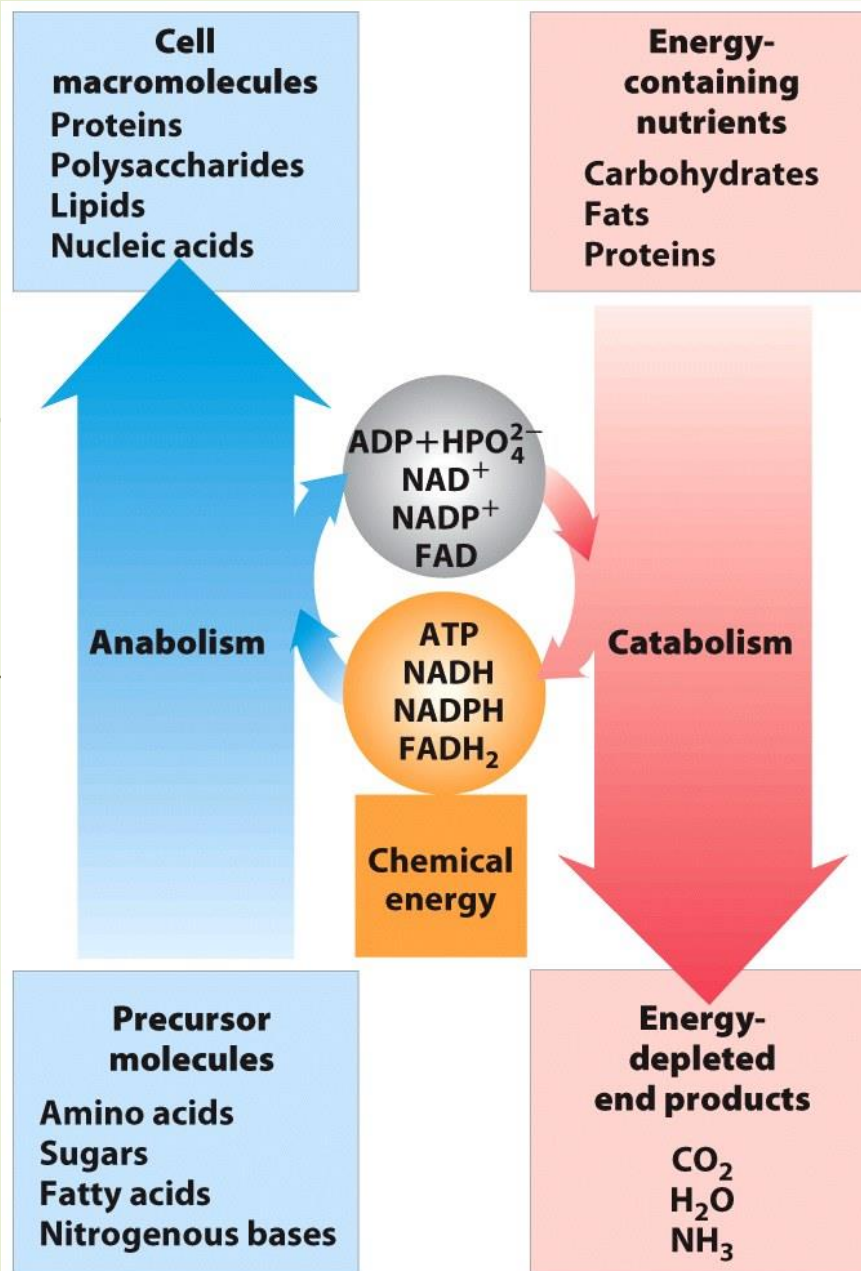 Cell
macromolecules
Proteins
Polysaccharides
Lipids
Nucleic acids
Energy-
containing
nutrients
Carbohydrates
Fats
Proteins
ADP+HPO₄²⁻
NAD⁺
NADP⁺
FAD
Anabolism
ATP
NADH
NADPH
FADH₂
Catabolism
Chemical
energy
Precursor
molecules
Amino acids
Sugars
Fatty acids
Nitrogenous bases
Energy-
depleted
end products
CO₂
H₂O
NH₃